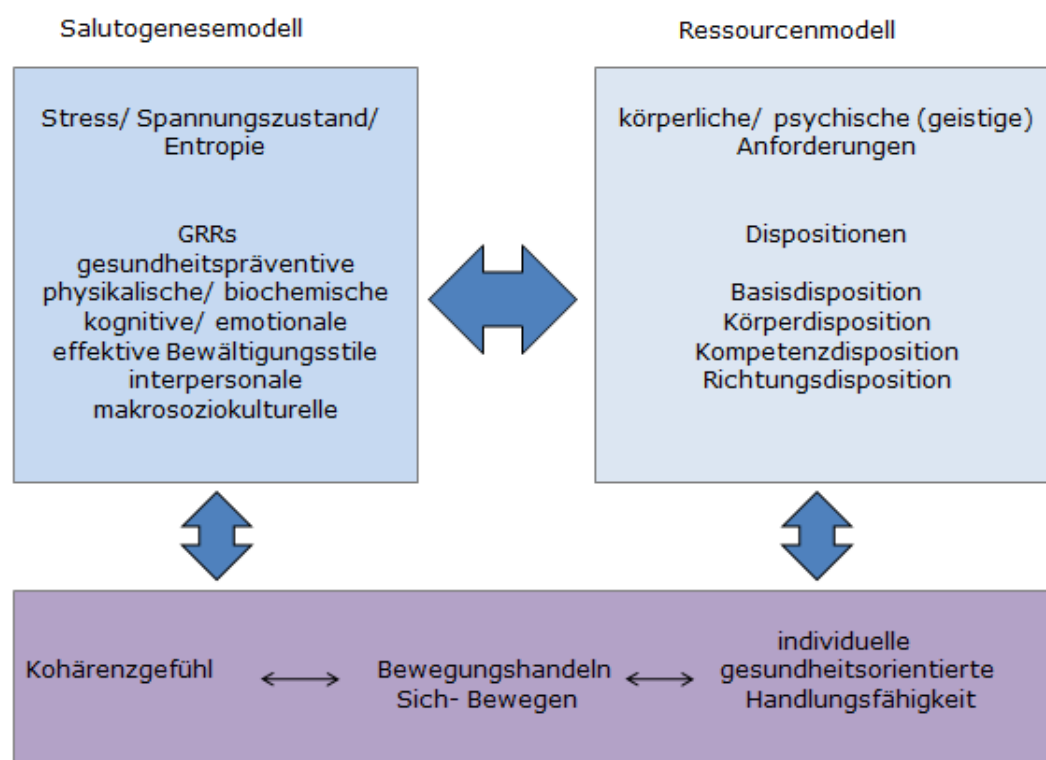 Salutogenesemodell
Stress/ Spannungszustand/
Entropie
GRRs
gesundheitspräventive
physikalische/ biochemische
kognitive/ emotionale
effektive Bewältigungsstile
interpersonale
makrosoziokulturelle
Ressourcenmodell
körperliche/ psychische (geistige)
Anforderungen
Dispositionen
Basisdisposition
Körperdisposition
Kompetenzdisposition
Richtungsdisposition
Kohärenzgefühl
Bewegungshandeln
Sich- Bewegen
individuelle
gesundheitsorientierte
Handlungsfähigkeit